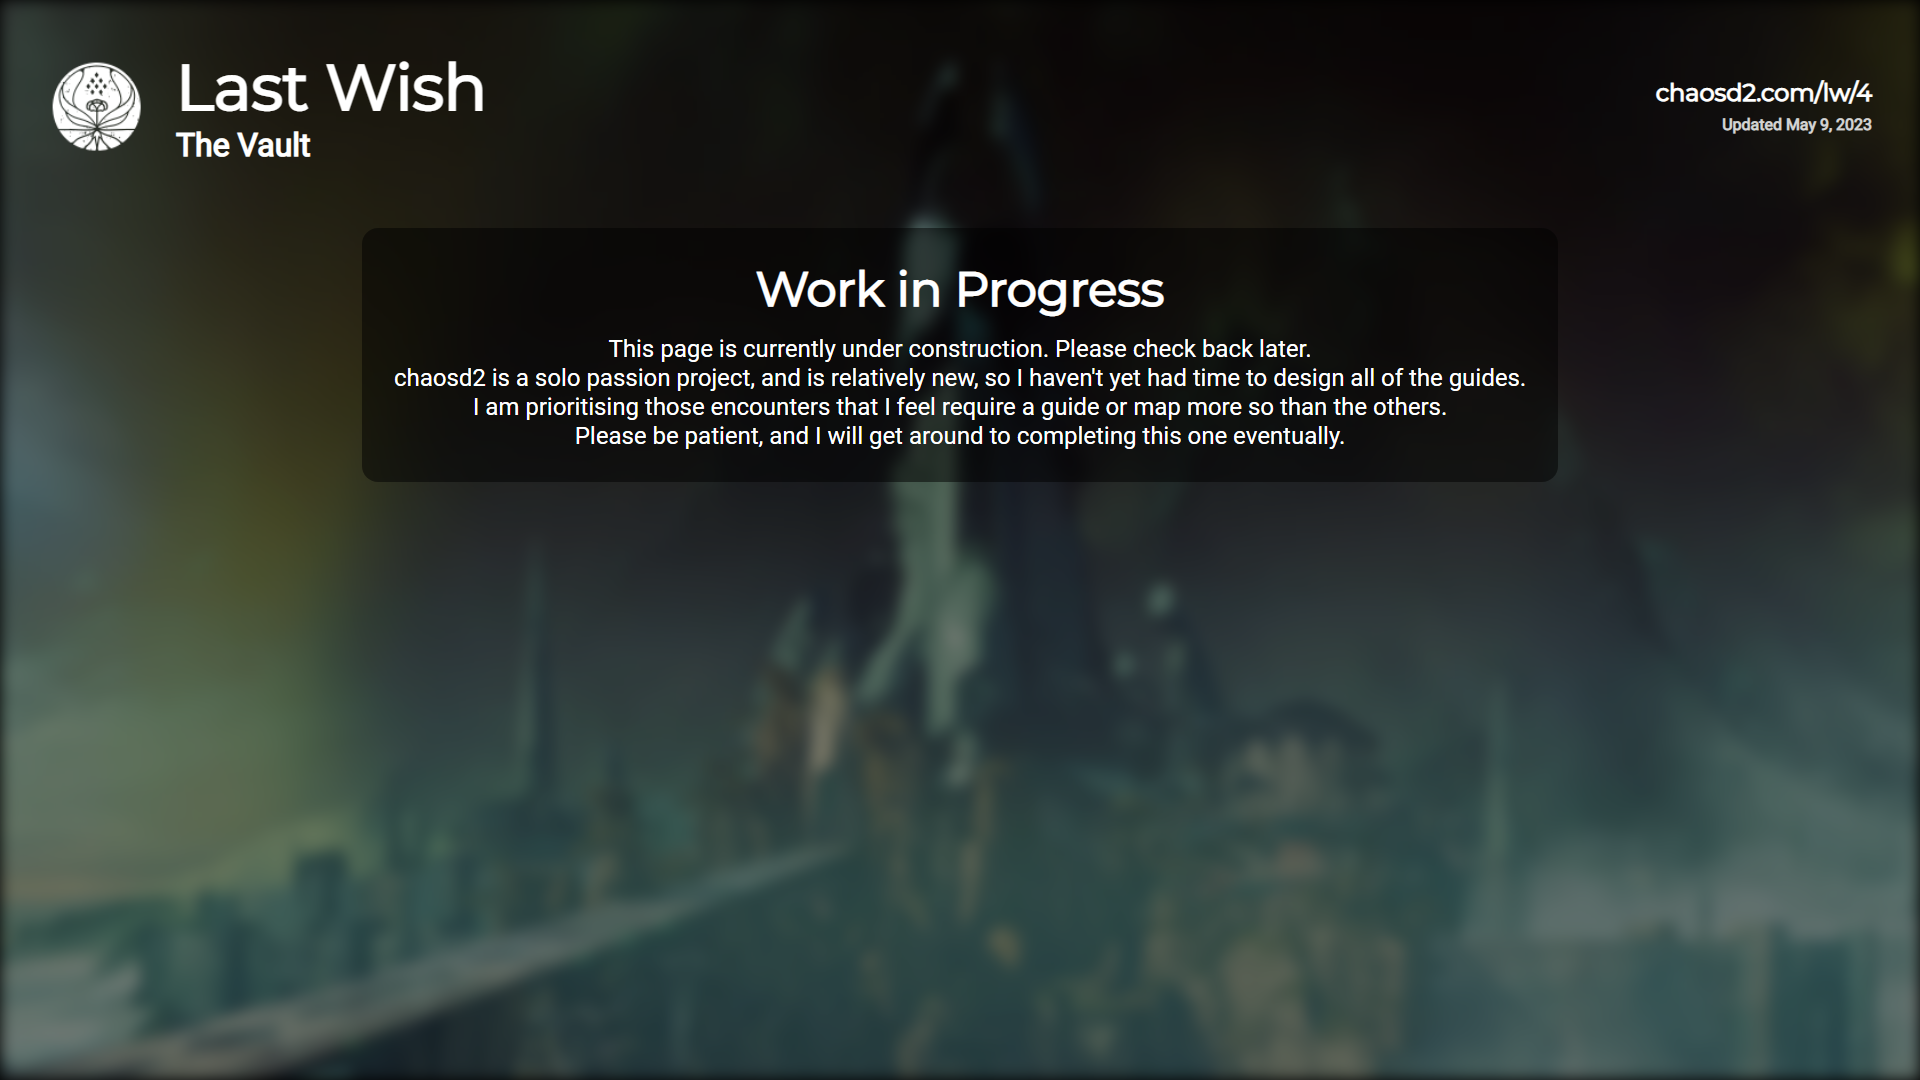 Last Wish
The Vault
chaosd2.com/lw/4
Updated May 9, 2023
Work in Progress
This page is currently under construction. Please check back later.
chaosd2 is a solo passion project, and is relatively new, so I haven't yet had time to design all of the guides.
I am prioritising those encounters that I feel require a guide or map more so than the others.
Please be patient, and I will get around to completing this one eventually.